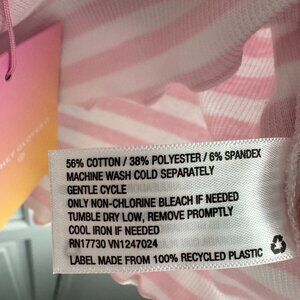 56% COTTON / 38% POLYESTER / 6% SPANDEX
MACHINE WASH COLD SEPARATELY
GENTLE CYCLE
ONLY NON-CHLORINE BLEACH IF NEEDED
TUMBLE DRY LOW, REMOVE PROMPTLY
COOL IRON IF NEEDED
RN17730 VN1247024
LABEL MADE FROM 100% RECYCLED PLASTIC